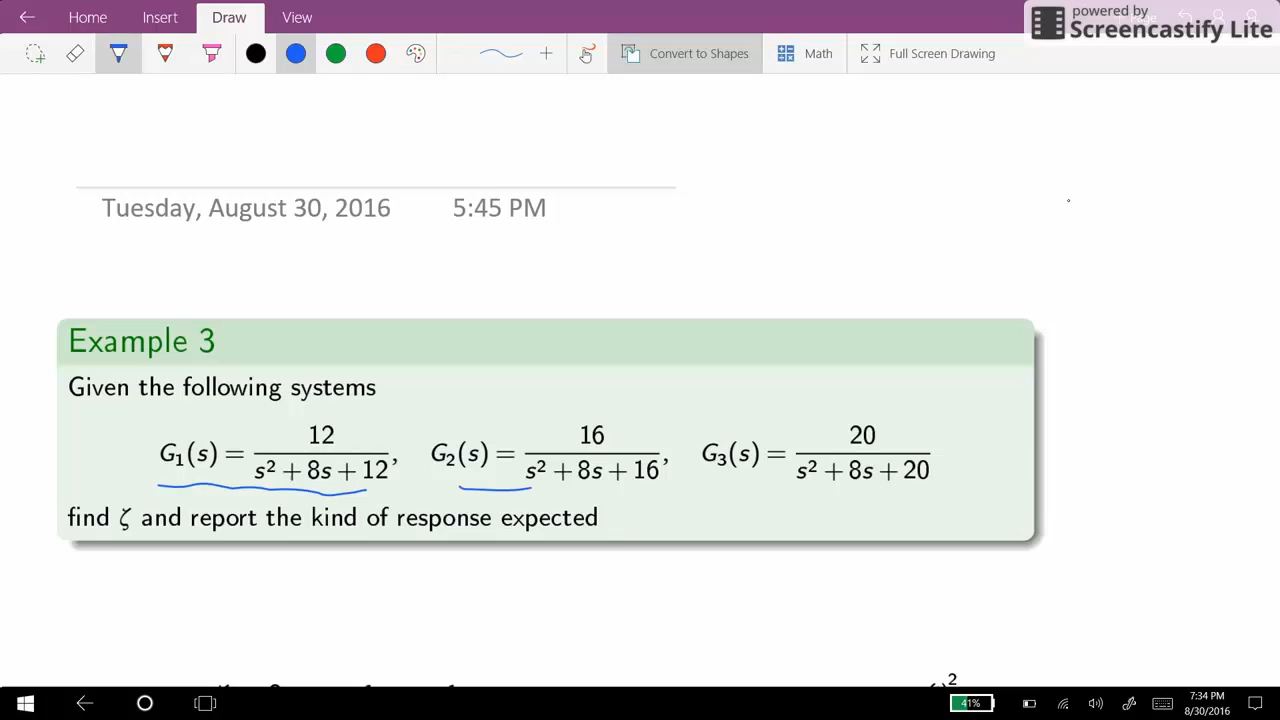 Home Insert Draw View
powered by
Screencastify Lite
Convert to Shapes Math Full Screen Drawing
Tuesday, August 30, 2016 5:45 PM
Example 3
Given the following systems
G₁(s) = 12 / (s² + 8s + 12), G₂(s) = 16 / (s² + 8s + 16), G₃(s) = 20 / (s² + 8s + 20)
find ζ and report the kind of response expected
41%
7:34 PM
8/30/2016